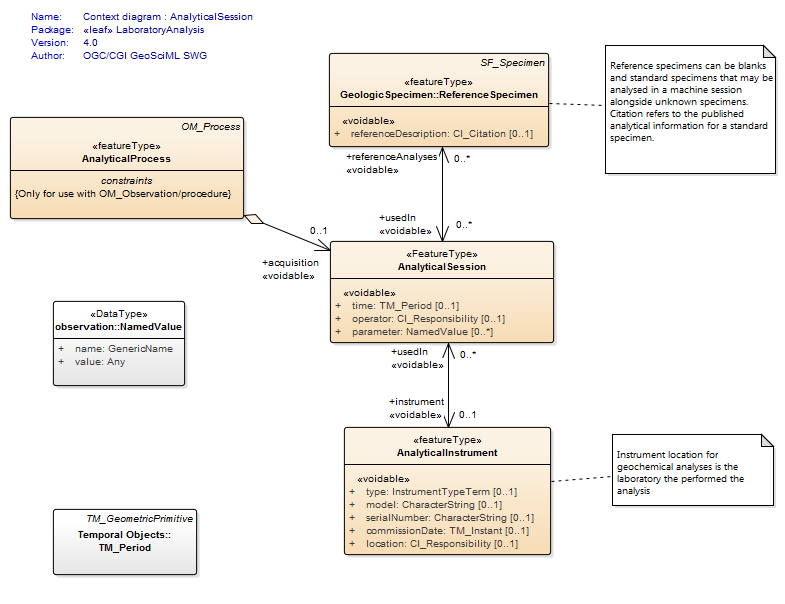 Name: Context diagram : AnalyticalSession
Package: «leaf» LaboratoryAnalysis
Version: 4.0
Author: OGC/CGI GeoSciML SWG
SF_Specimen
«featureType»
GeologicSpecimen::ReferenceSpecimen
«voidable»
+ referenceDescription: CI_Citation [0..1]
Reference specimens can be blanks
and standard specimens that may be
analysed in a machine session
alongside unknown specimens.
Citation refers to the published
analytical information for a standard
specimen.
OM_Process
«featureType»
AnalyticalProcess
constraints
{Only for use with OM_Observation/procedure}
+referenceAnalyses 0..*
«voidable»
+usedIn
«voidable» 0..*
0..1
+acquisition
«voidable»
«FeatureType»
AnalyticalSession
«voidable»
+ time: TM_Period [0..1]
+ operator: CI_Responsibility [0..1]
+ parameter: NamedValue [0..*]
«DataType»
observation::NamedValue
+ name: GenericName
+ value: Any
+usedIn 0..*
«voidable»
+instrument
«voidable» 0..1
«featureType»
AnalyticalInstrument
«voidable»
+ type: InstrumentTypeTerm [0..1]
+ model: CharacterString [0..1]
+ serialNumber: CharacterString [0..1]
+ commissionDate: TM_Instant [0..1]
+ location: CI_Responsibility [0..1]
Instrument location for
geochemical analyses is the
laboratory the performed the
analysis
TM_GeometricPrimitive
Temporal Objects::
TM_Period